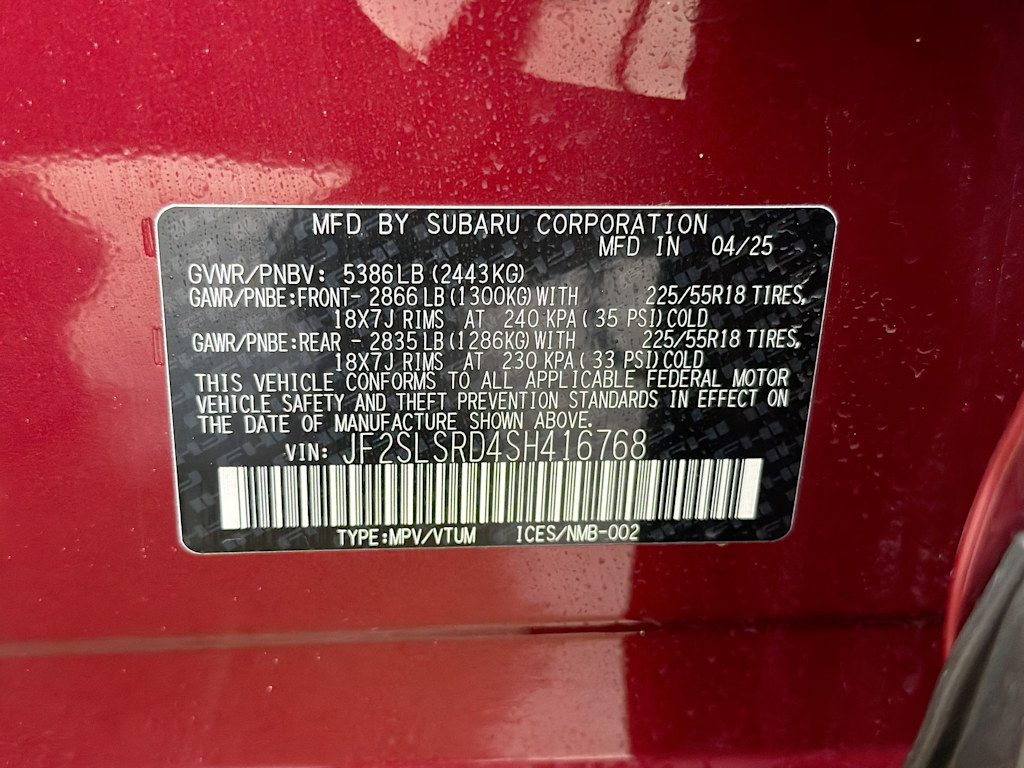 MFD BY SUBARU CORPORATION
MFD IN 04/25
GVWR/PNBV: 5386LB (2443KG)
GAWR/PNBE:FRONT- 2866 LB (1300KG) WITH 225/55R18 TIRES,
18X7J RIMS AT 240 KPA ( 35 PSI) COLD
GAWR/PNBE:REAR - 2835 LB (1286KG) WITH 225/55R18 TIRES,
18X7J RIMS AT 230 KPA ( 33 PSI) COLD
THIS VEHICLE CONFORMS TO ALL APPLICABLE FEDERAL MOTOR
VEHICLE SAFETY AND THEFT PREVENTION STANDARDS IN EFFECT ON
THE DATE OF MANUFACTURE SHOWN ABOVE.
VIN: JF2SLSRD4SH416768
TYPE:MPV/VTUM ICES/NMB-002